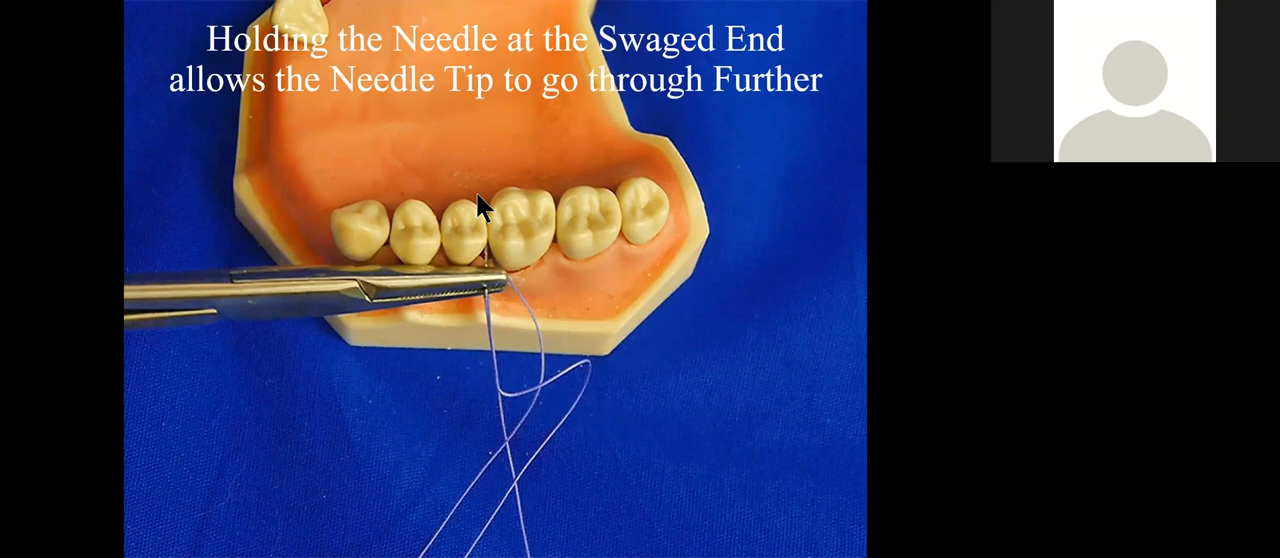 Holding the Needle at the Swaged End
allows the Needle Tip to go through Further